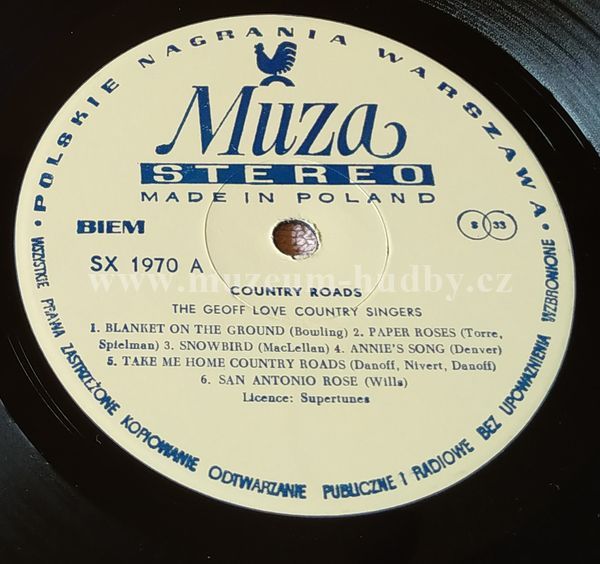 • POLSKIE NAGRANIA WARSZAWA •
Muza
STEREO
MADE IN POLAND
BIEM
S 33
SX 1970 A
www.muzeum-hudby.cz
COUNTRY ROADS
THE GEOFF LOVE COUNTRY SINGERS
1. BLANKET ON THE GROUND (Bowling) 2. PAPER ROSES (Torre,
Spielman) 3. SNOWBIRD (MacLellan) 4. ANNIE'S SONG (Denver)
5. TAKE ME HOME COUNTRY ROADS (Danoff, Nivert, Danoff)
6. SAN ANTONIO ROSE (Wills)
Licence: Supertunes
WSZYSTKIE PRAWA ZASTRZEŻONE KOPIOWANIE ODTWARZANIE PUBLICZNE I RADIOWE BEZ UPOWAŻNIENIA WZBRONIONE